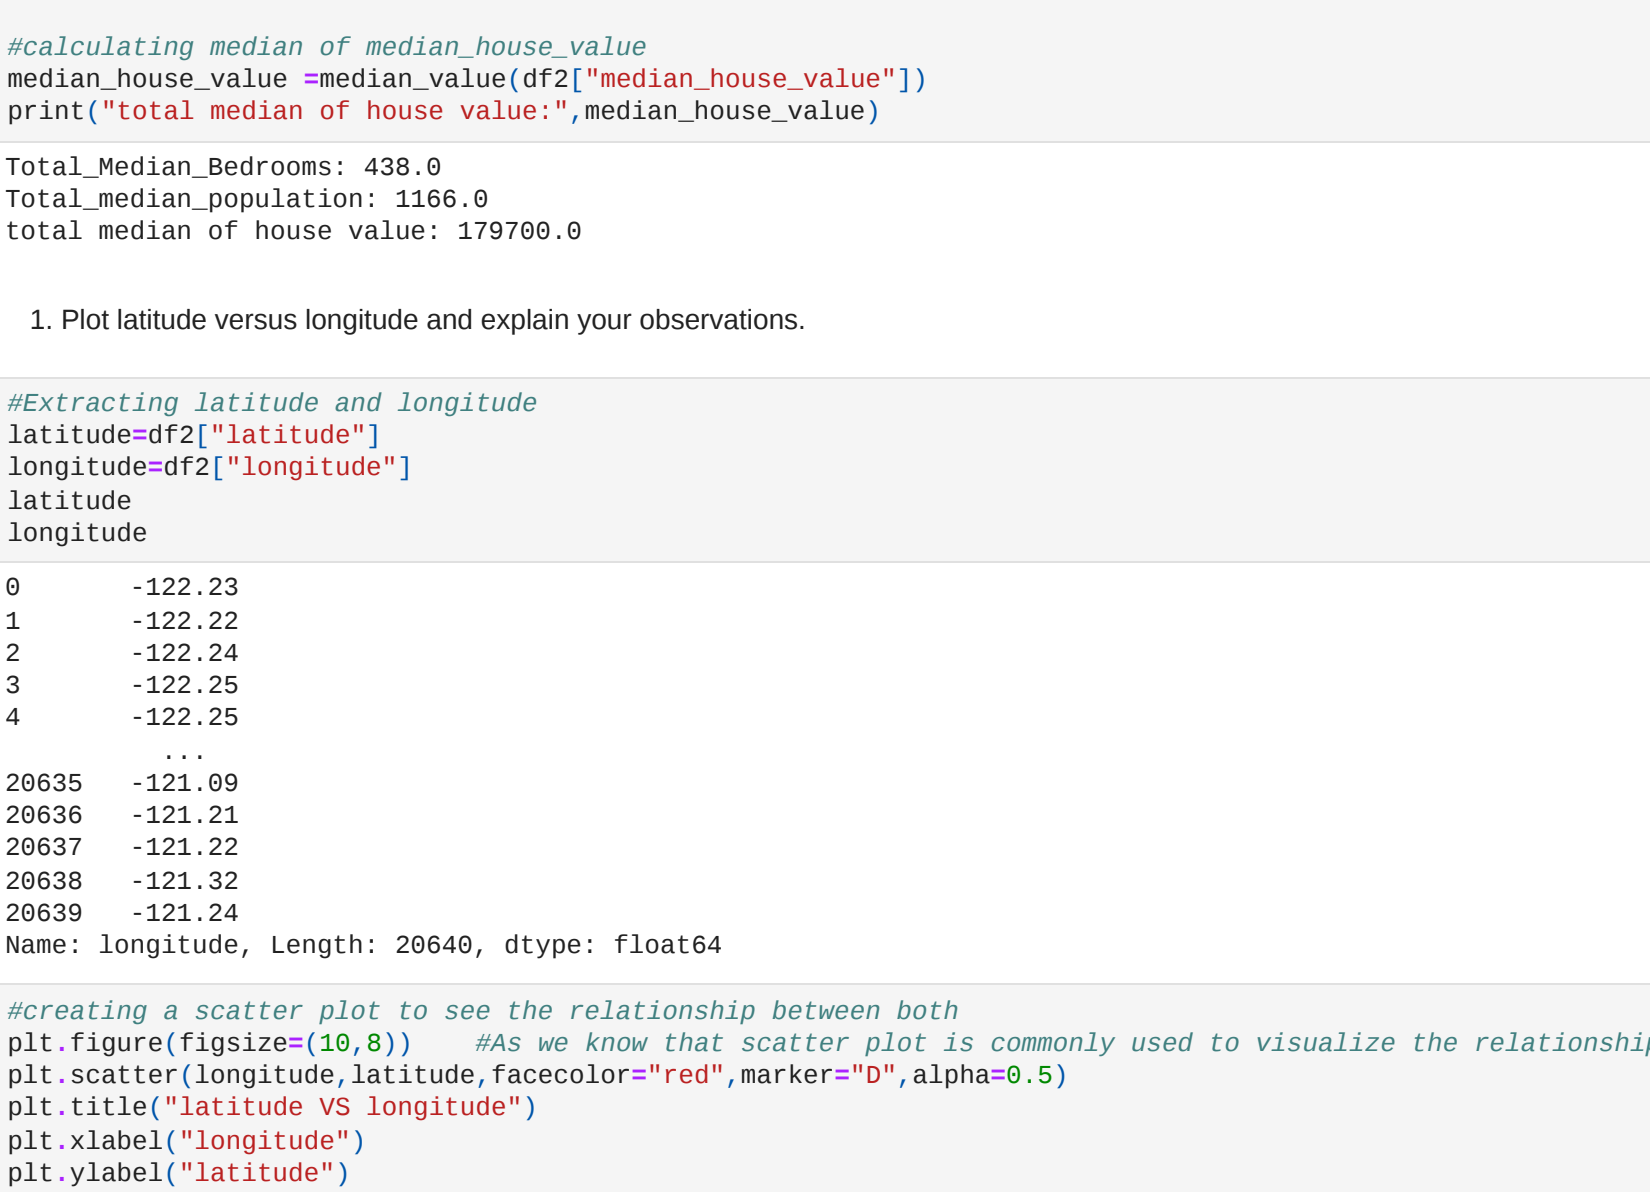 #calculating median of median_house_value
median_house_value =median_value(df2["median_house_value"])
print("total median of house value:",median_house_value)
Total_Median_Bedrooms: 438.0
Total_median_population: 1166.0
total median of house value: 179700.0
1. Plot latitude versus longitude and explain your observations.
#Extracting latitude and longitude
latitude=df2["latitude"]
longitude=df2["longitude"]
latitude
longitude
0       -122.23
1       -122.22
2       -122.24
3       -122.25
4       -122.25
          ...
20635   -121.09
20636   -121.21
20637   -121.22
20638   -121.32
20639   -121.24
Name: longitude, Length: 20640, dtype: float64
#creating a scatter plot to see the relationship between both
plt.figure(figsize=(10,8))    #As we know that scatter plot is commonly used to visualize the relationship
plt.scatter(longitude,latitude,facecolor="red",marker="D",alpha=0.5)
plt.title("latitude VS longitude")
plt.xlabel("longitude")
plt.ylabel("latitude")